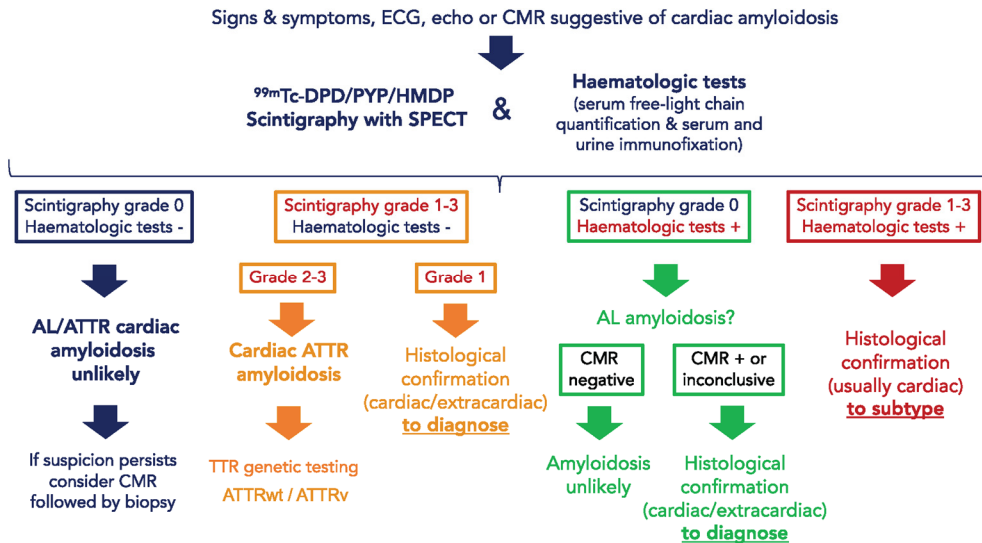 Signs & symptoms, ECG, echo or CMR suggestive of cardiac amyloidosis
99mTc-DPD/PYP/HMDP
Scintigraphy with SPECT
&
Haematologic tests
(serum free-light chain
quantification & serum and
urine immunofixation)
Scintigraphy grade 0
Haematologic tests -
AL/ATTR cardiac
amyloidosis
unlikely
If suspicion persists
consider CMR
followed by biopsy
Scintigraphy grade 1-3
Haematologic tests -
Grade 2-3
Cardiac ATTR
amyloidosis
TTR genetic testing
ATTRwt / ATTRv
Grade 1
Histological
confirmation
(cardiac/extracardiac)
to diagnose
Scintigraphy grade 0
Haematologic tests +
AL amyloidosis?
CMR
negative
Amyloidosis
unlikely
CMR + or
inconclusive
Histological
confirmation
(cardiac/extracardiac)
to diagnose
Scintigraphy grade 1-3
Haematologic tests +
Histological
confirmation
(usually cardiac)
to subtype